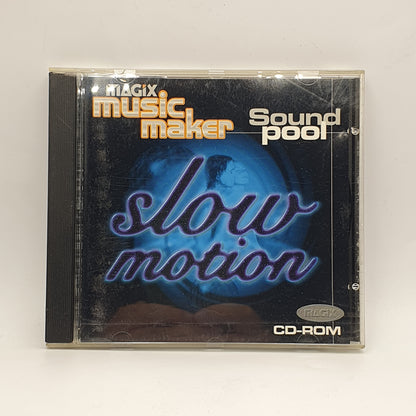 MAGIX
music
maker
Sound
pool
slow
motion
MAGIX
CD-ROM